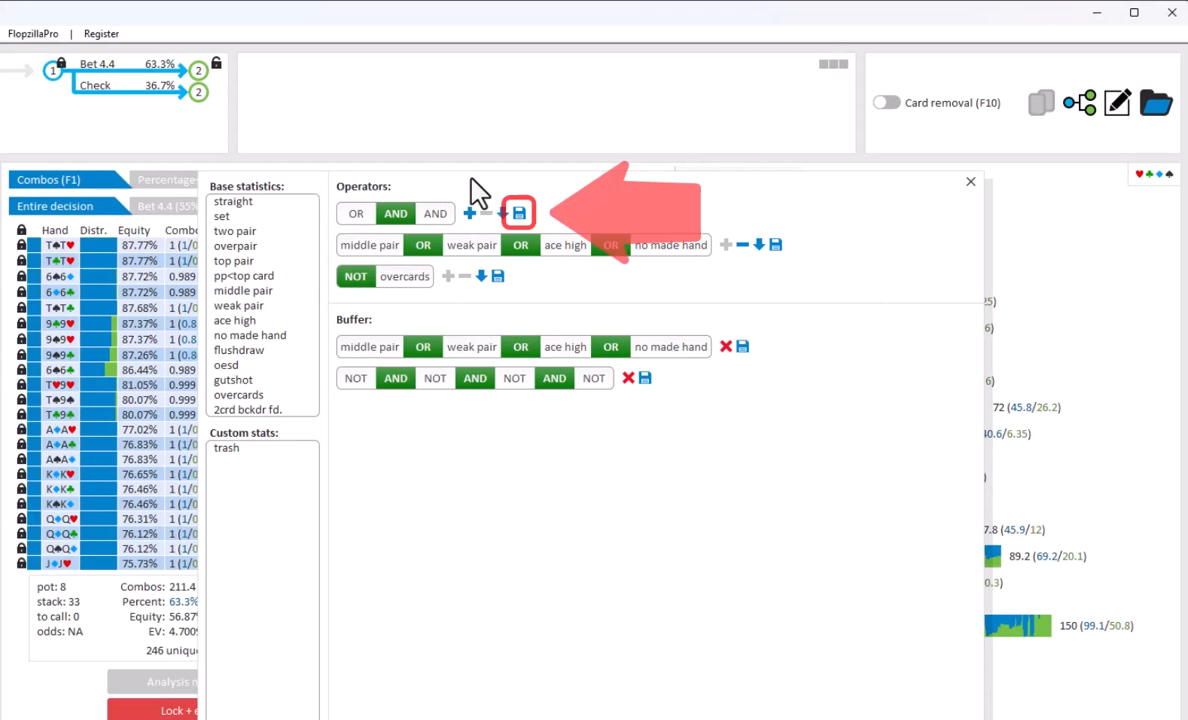 FlopzillaPro | Register
1 Bet 4.4 63.3% 2
Check 36.7% 2
Card removal (F10)
Combos (F1) Percentage
Entire decision Bet 4.4 (55%
Hand Distr. Equity Combo
T♠T♥ 87.77% 1 (1/0
T♣T♥ 87.77% 1 (1/0
6♠6♦ 87.72% 0.989
6♦6♣ 87.72% 0.989
T♠T♣ 87.68% 1 (1/0
9♣9♥ 87.37% 1 (0.8
9♠9♥ 87.37% 1 (0.8
9♠9♣ 87.26% 1 (0.8
6♠6♣ 86.44% 0.989
T♥9♥ 81.05% 0.999
T♠9♠ 80.07% 0.999
T♣9♣ 80.07% 0.999
A♦A♥ 77.02% 1 (1/0
A♦A♣ 76.83% 1 (1/0
A♠A♦ 76.83% 1 (1/0
K♦K♥ 76.65% 1 (1/0
K♦K♣ 76.46% 1 (1/0
K♠K♦ 76.46% 1 (1/0
Q♦Q♥ 76.31% 1 (1/0
Q♦Q♣ 76.12% 1 (1/0
Q♠Q♦ 76.12% 1 (1/0
J♦J♥ 75.73% 1 (1/0
pot: 8 Combos: 211.4
stack: 33 Percent: 63.3%
to call: 0 Equity: 56.87%
odds: NA EV: 4.700%
246 unique
Analysis
Lock + e
Base statistics:
straight
set
two pair
overpair
top pair
pp<top card
middle pair
weak pair
ace high
no made hand
flushdraw
oesd
gutshot
overcards
2crd bckdr fd.
Custom stats:
trash
Operators:
OR AND AND
middle pair OR weak pair OR ace high OR no made hand
NOT overcards
Buffer:
middle pair OR weak pair OR ace high OR no made hand
NOT AND NOT AND NOT AND NOT
♥♣♦♠
25)
6)
6)
72 (45.8/26.2)
40.6/6.35)
)
7.8 (45.9/12)
89.2 (69.2/20.1)
0.3)
150 (99.1/50.8)